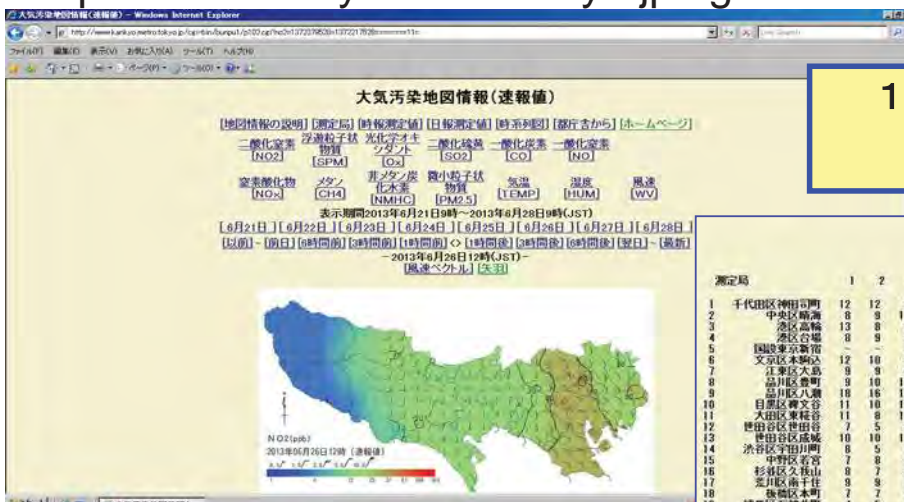 大気汚染地図情報(速報値) - Windows Internet Explorer
ファイル(F) 編集(E) 表示(V) お気に入り(A) ツール(T) ヘルプ(H)
ページ(P) ツール(O)
大気汚染地図情報(速報値)
[地図情報の説明] [測定局] [時報測定値] [日報測定値] [時系列図] [都庁舎から] [ホームページ]
二酸化窒素 [NO2] 浮遊粒子状物質 [SPM] 光化学オキシダント [Ox] 二酸化硫黄 [SO2] 一酸化炭素 [CO] 一酸化窒素 [NO]
窒素酸化物 [NOx] メタン [CH4] 非メタン炭化水素 [NMHC] 微小粒子状物質 [PM2.5] 気温 [TEMP] 湿度 [HUM] 風速 [WV]
表示期間2013年6月21日9時~2013年6月28日9時(JST)
[6月21日] [6月22日] [6月23日] [6月24日] [6月25日] [6月26日] [6月27日] [6月28日]
[以前] - [前日] [6時間前] [3時間前] [1時間前] <> [1時間後] [3時間後] [6時間後] [翌日] - [最新]
-2013年6月26日12時(JST)-
[風速ベクトル] [矢羽]
NO2(ppb)
2013年06月26日12時 (速報値)
1
測定局 1 2
1 千代田区神田司町 12 12
2 中央区晴海 8 9
3 港区高輪 13 8
4 港区台場 8 9
5 国設東京新宿 - -
6 文京区本駒込 12 10
7 江東区大島 9 9
8 品川区豊町 9 10
9 品川区八潮 18 16
10 目黒区碑文谷 11 10
11 大田区東糀谷 11 8
12 世田谷区世田谷 7 5
13 世田谷区成城 10 10
14 渋谷区宇田川町 8 5
15 中野区若宮 7 8
16 杉並区久我山 8 7
17 荒川区南千住 9 9
18 板橋区本町 7 7